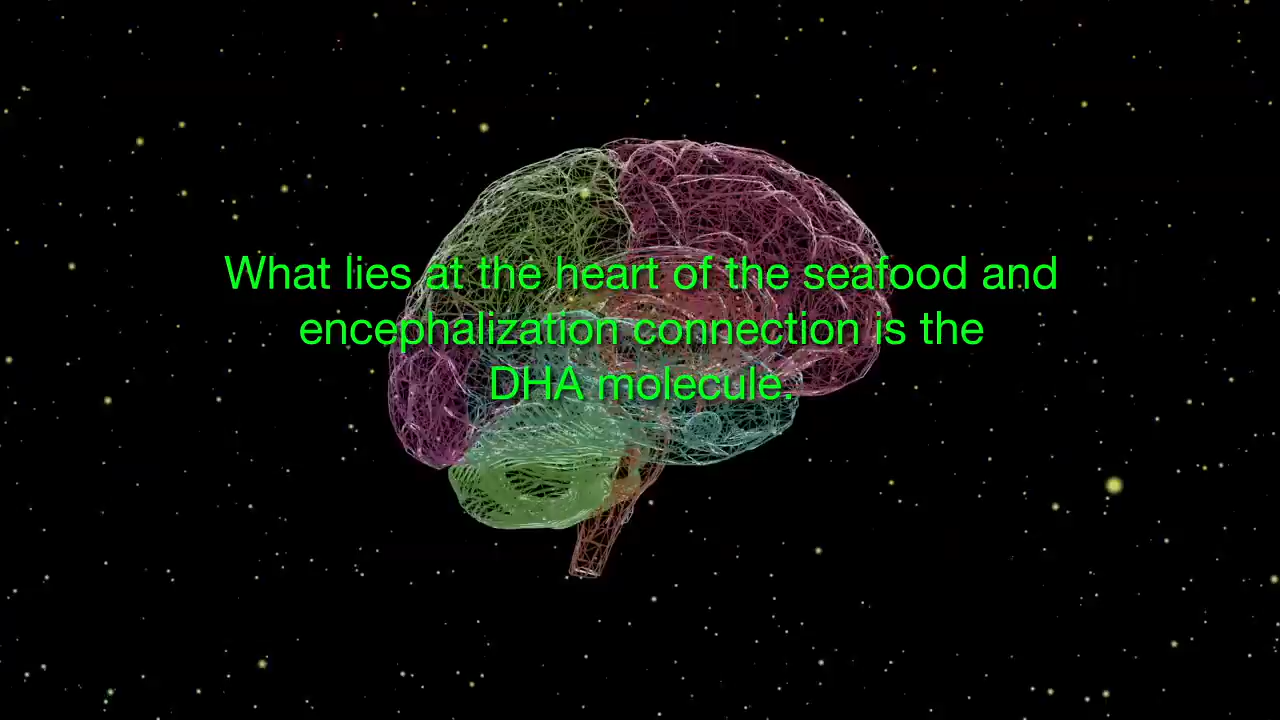 What lies at the heart of the seafood and
encephalization connection is the
DHA molecule.